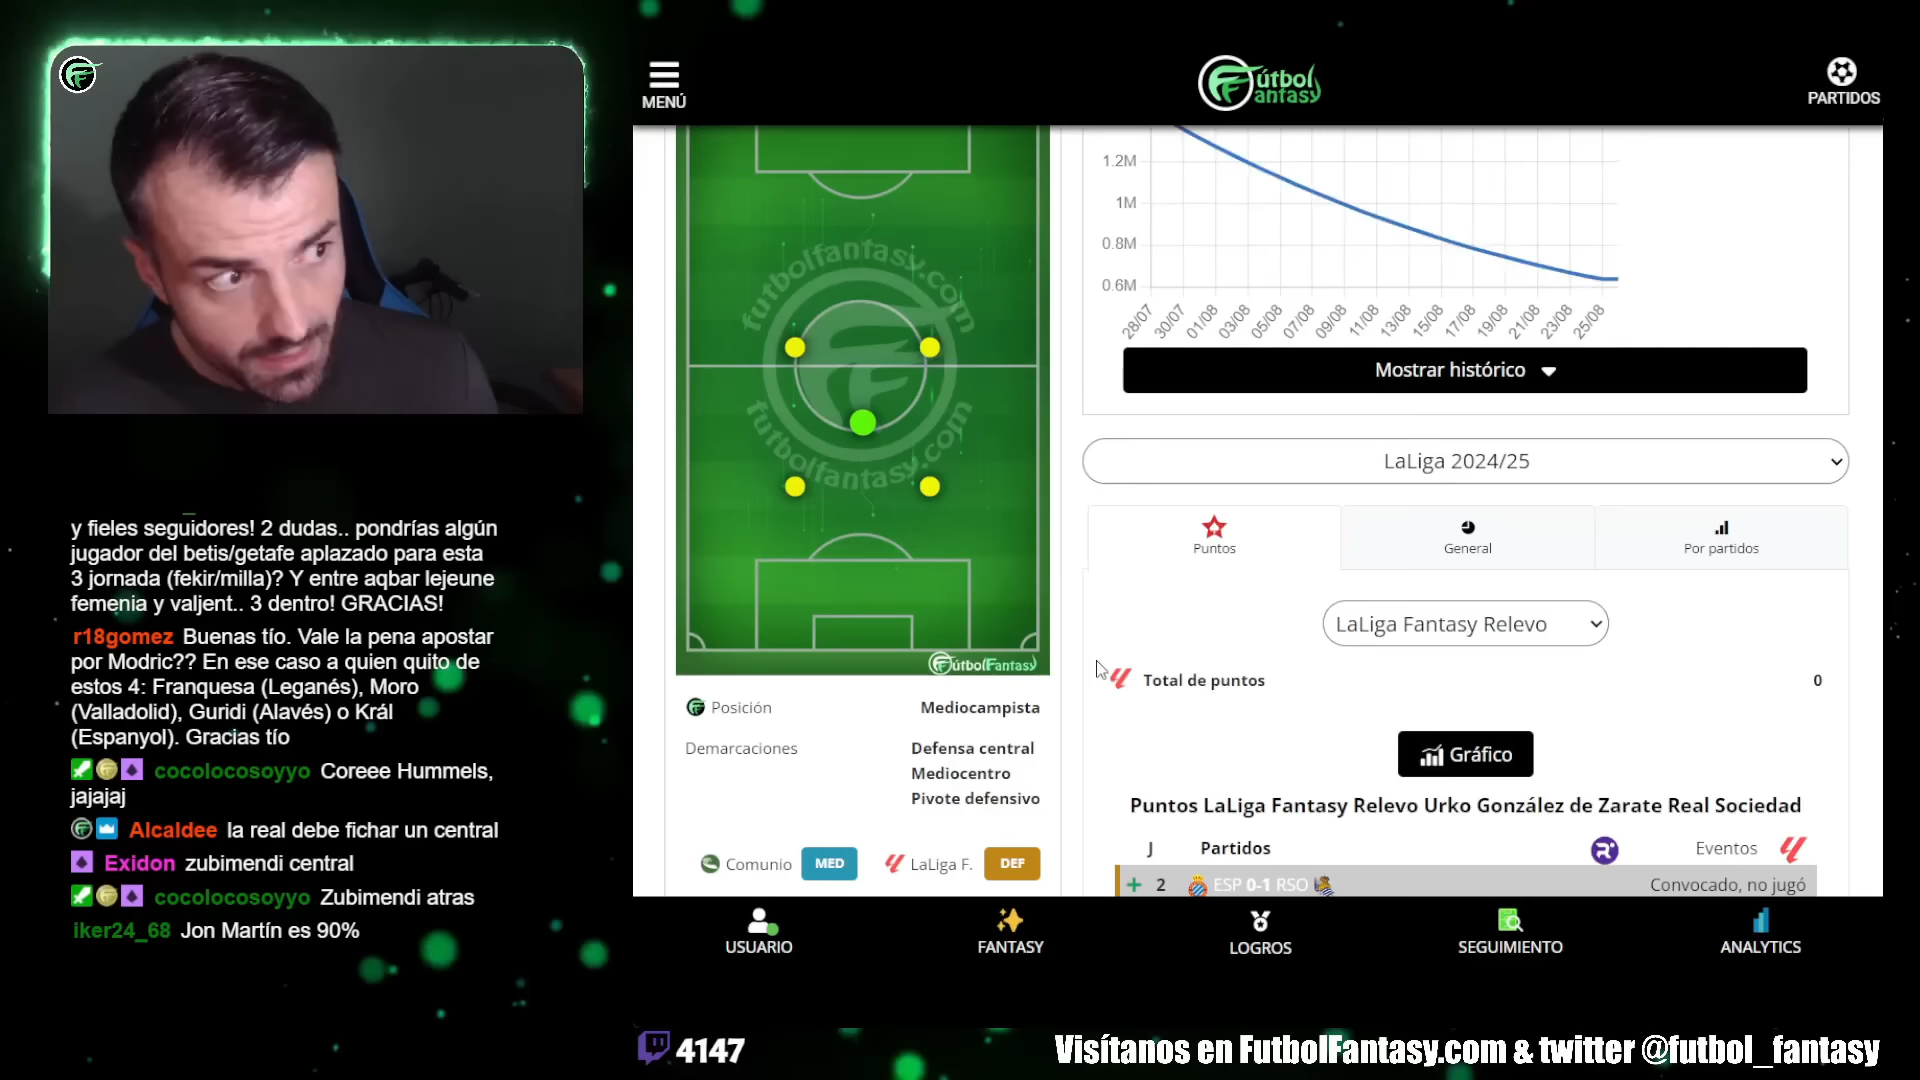 MENÚ
Fútbol
Fantasy
PARTIDOS
futbolfantasy.com
futbolfantasy.com
FútbolFantasy
1.2M
1M
0.8M
0.6M
28/07
30/07
01/08
03/08
05/08
07/08
09/08
11/08
13/08
15/08
17/08
19/08
21/08
23/08
25/08
Mostrar histórico
LaLiga 2024/25
Puntos
General
Por partidos
LaLiga Fantasy Relevo
Total de puntos 0
Gráfico
Puntos LaLiga Fantasy Relevo Urko González de Zarate Real Sociedad
J Partidos Eventos
+ 2 ESP 0-1 RSO Convocado, no jugó
Posición Mediocampista
Demarcaciones Defensa central
Mediocentro
Pivote defensivo
Comunio MED LaLiga F. DEF
USUARIO
FANTASY
LOGROS
SEGUIMIENTO
ANALYTICS
y fieles seguidores! 2 dudas.. pondrías algún
jugador del betis/getafe aplazado para esta
3 jornada (fekir/milla)? Y entre aqbar lejeune
femenia y valjent.. 3 dentro! GRACIAS!
r18gomez Buenas tío. Vale la pena apostar
por Modric?? En ese caso a quien quito de
estos 4: Franquesa (Leganés), Moro
(Valladolid), Guridi (Alavés) o Král
(Espanyol). Gracias tío
cocolocosoyyo Coreee Hummels,
jajajaj
Alcaldee la real debe fichar un central
Exidon zubimendi central
cocolocosoyyo Zubimendi atras
iker24_68 Jon Martín es 90%
4147
Visítanos en FutbolFantasy.com & twitter @futbol_fantasy